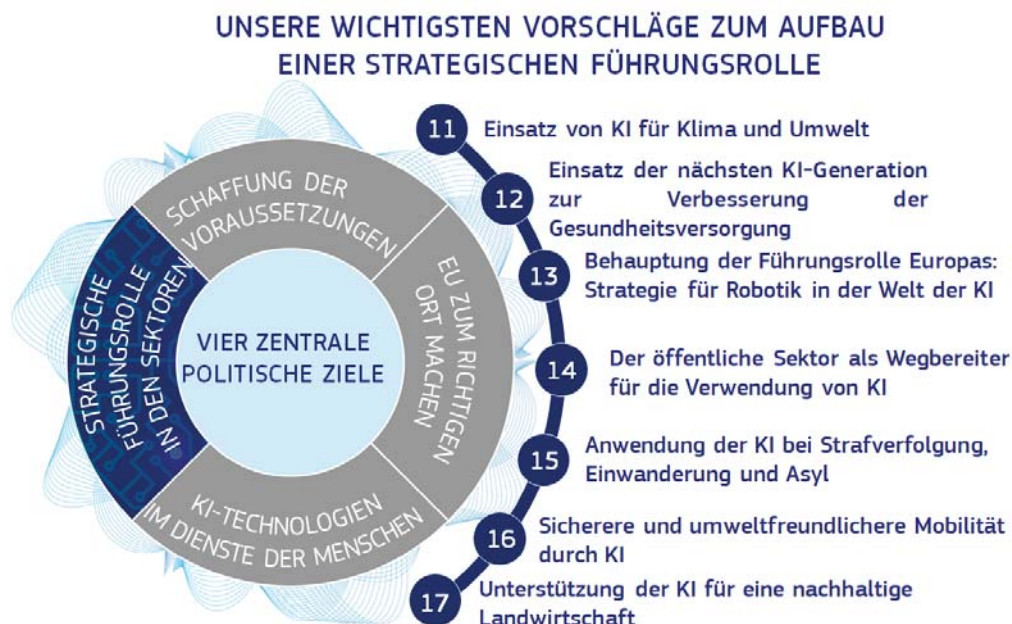 UNSERE WICHTIGSTEN VORSCHLÄGE ZUM AUFBAU
EINER STRATEGISCHEN FÜHRUNGSROLLE
SCHAFFUNG DER
VORAUSSETZUNGEN
EU ZUM RICHTIGEN
ORT MACHEN
KI-TECHNOLOGIEN
IM DIENSTE DER MENSCHEN
STRATEGISCHE
FÜHRUNGSROLLE
IN DEN SEKTOREN
VIER ZENTRALE
POLITISCHE ZIELE
11 Einsatz von KI für Klima und Umwelt
12 Einsatz der nächsten KI-Generation
zur Verbesserung der
Gesundheitsversorgung
13 Behauptung der Führungsrolle Europas:
Strategie für Robotik in der Welt der KI
14 Der öffentliche Sektor als Wegbereiter
für die Verwendung von KI
15 Anwendung der KI bei Strafverfolgung,
Einwanderung und Asyl
16 Sicherere und umweltfreundlichere Mobilität
durch KI
17 Unterstützung der KI für eine nachhaltige
Landwirtschaft